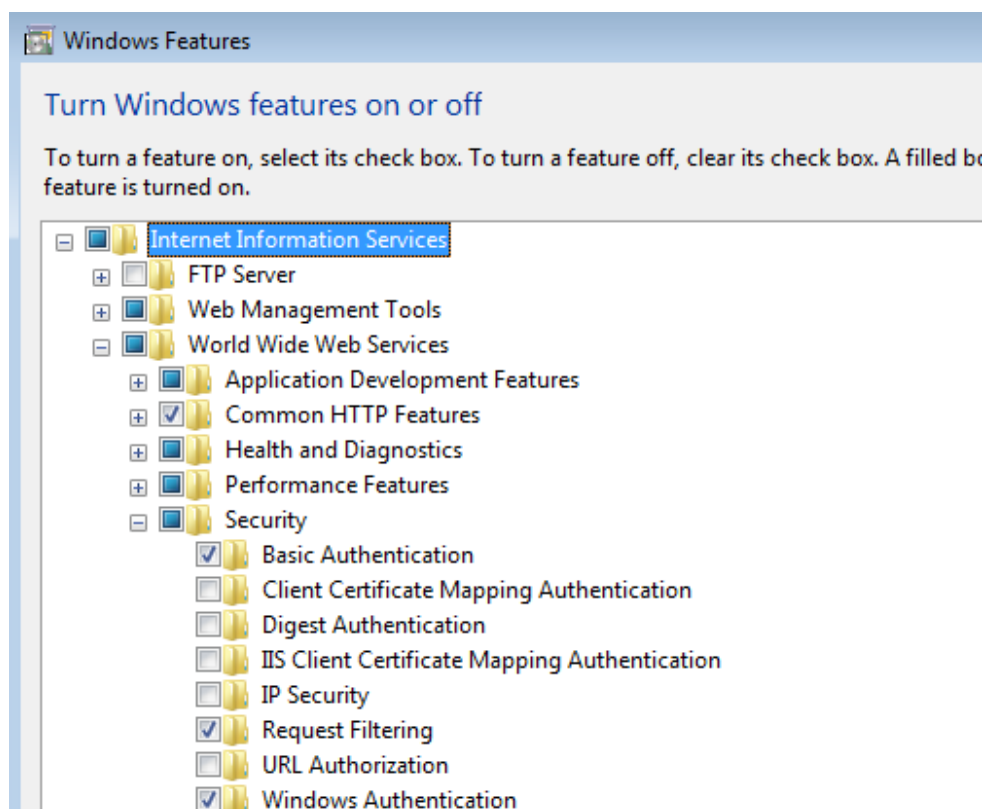 Windows Features
Turn Windows features on or off
To turn a feature on, select its check box. To turn a feature off, clear its check box. A filled
feature is turned on.
Internet Information Services
FTP Server
Web Management Tools
World Wide Web Services
Application Development Features
Common HTTP Features
Health and Diagnostics
Performance Features
Security
Basic Authentication
Client Certificate Mapping Authentication
Digest Authentication
IIS Client Certificate Mapping Authentication
IP Security
Request Filtering
URL Authorization
Windows Authentication